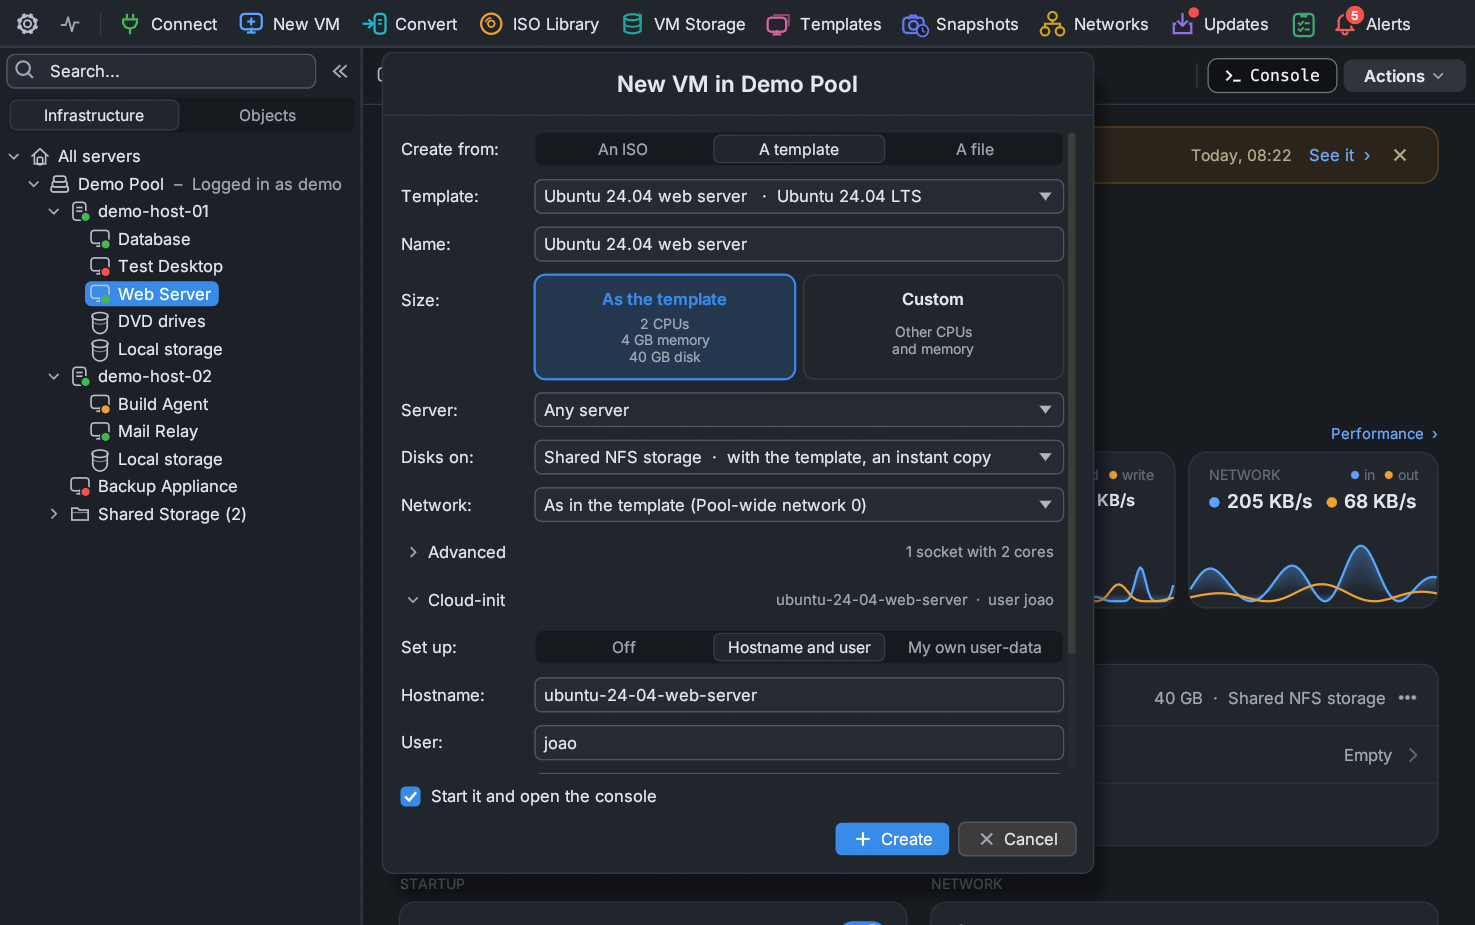 Connect
New VM
Convert
ISO Library
VM Storage
Templates
Snapshots
Networks
Updates
5
Alerts
Search...
Infrastructure
Objects
All servers
Demo Pool – Logged in as demo
demo-host-01
Database
Test Desktop
Web Server
DVD drives
Local storage
demo-host-02
Build Agent
Mail Relay
Local storage
Backup Appliance
Shared Storage (2)
Console
Actions
Today, 08:22 See it ›
Performance ›
write
KB/s
NETWORK
in out
205 KB/s 68 KB/s
40 GB · Shared NFS storage
Empty
STARTUP
NETWORK
New VM in Demo Pool
Create from:
An ISO
A template
A file
Template:
Ubuntu 24.04 web server · Ubuntu 24.04 LTS
Name:
Ubuntu 24.04 web server
Size:
As the template
2 CPUs
4 GB memory
40 GB disk
Custom
Other CPUs
and memory
Server:
Any server
Disks on:
Shared NFS storage · with the template, an instant copy
Network:
As in the template (Pool-wide network 0)
Advanced
1 socket with 2 cores
Cloud-init
ubuntu-24-04-web-server · user joao
Set up:
Off
Hostname and user
My own user-data
Hostname:
ubuntu-24-04-web-server
User:
joao
Start it and open the console
Create
Cancel